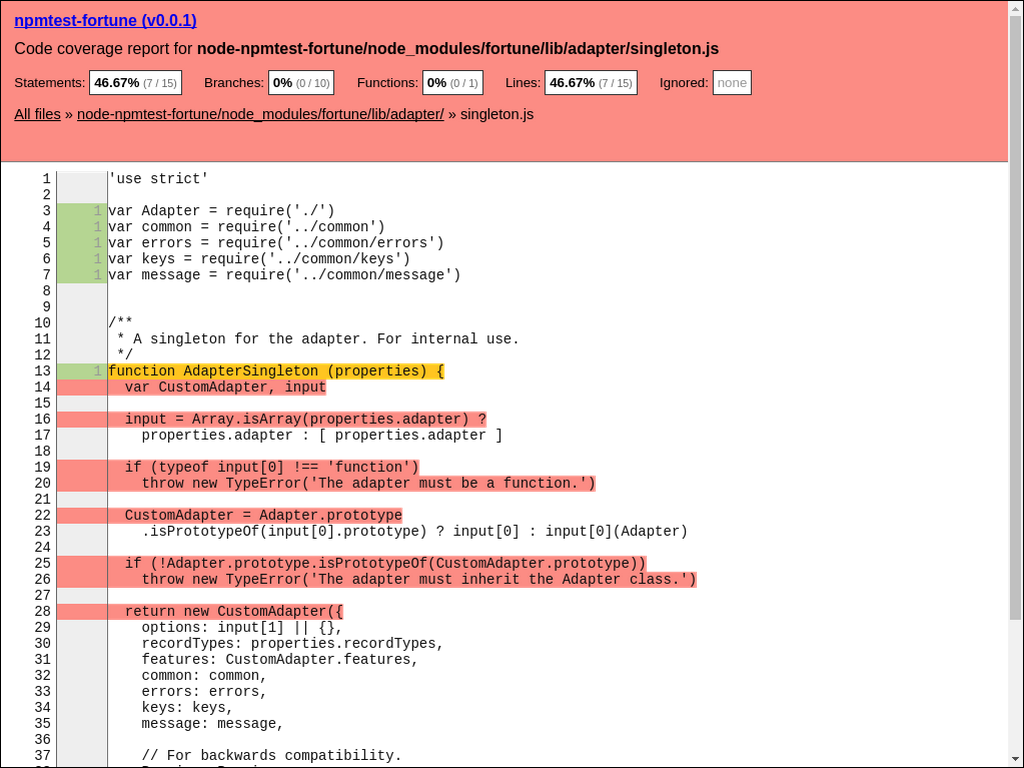 npmtest-fortune (v0.0.1)
Code coverage report for node-npmtest-fortune/node_modules/fortune/lib/adapter/singleton.js
Statements: 46.67% (7 / 15) Branches: 0% (0 / 10) Functions: 0% (0 / 1) Lines: 46.67% (7 / 15) Ignored: none
All files » node-npmtest-fortune/node_modules/fortune/lib/adapter/ » singleton.js
1 'use strict'
2
3 1 var Adapter = require('./')
4 1 var common = require('../common')
5 1 var errors = require('../common/errors')
6 1 var keys = require('../common/keys')
7 1 var message = require('../common/message')
8
9
10 /**
11 * A singleton for the adapter. For internal use.
12 */
13 1 function AdapterSingleton (properties) {
14 var CustomAdapter, input
15
16 input = Array.isArray(properties.adapter) ?
17 properties.adapter : [ properties.adapter ]
18
19 if (typeof input[0] !== 'function')
20 throw new TypeError('The adapter must be a function.')
21
22 CustomAdapter = Adapter.prototype
23 .isPrototypeOf(input[0].prototype) ? input[0] : input[0](Adapter)
24
25 if (!Adapter.prototype.isPrototypeOf(CustomAdapter.prototype))
26 throw new TypeError('The adapter must inherit the Adapter class.')
27
28 return new CustomAdapter({
29 options: input[1] || {},
30 recordTypes: properties.recordTypes,
31 features: CustomAdapter.features,
32 common: common,
33 errors: errors,
34 keys: keys,
35 message: message,
36
37 // For backwards compatibility.